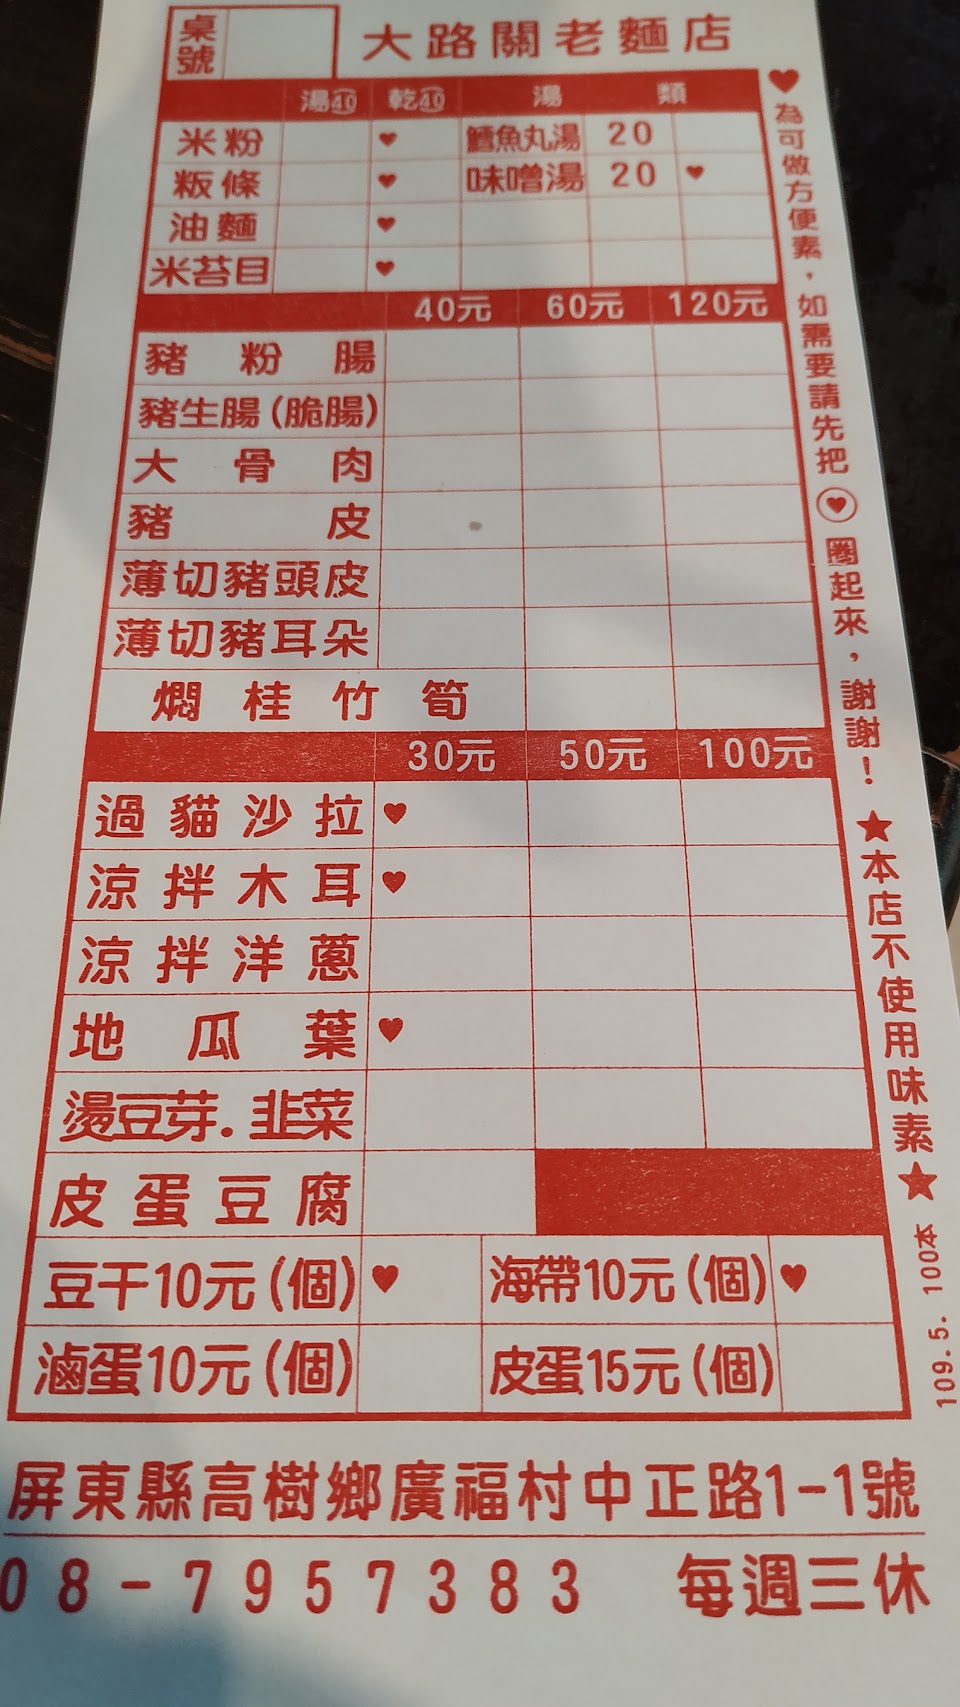 桌號 大路關老麵店
湯㊵ 乾㊵ 湯 類
米粉 ♥ 鱈魚丸湯 20
粄條 ♥ 味噌湯 20 ♥
油麵 ♥
米苔目 ♥
40元 60元 120元
豬粉腸
豬生腸(脆腸)
大骨肉
豬皮
薄切豬頭皮
薄切豬耳朵
燜桂竹筍
30元 50元 100元
過貓沙拉 ♥
涼拌木耳 ♥
涼拌洋蔥
地瓜葉 ♥
燙豆芽.韭菜
皮蛋豆腐
豆干10元(個) ♥ 海帶10元(個) ♥
滷蛋10元(個) 皮蛋15元(個)
♥為可做方便素，如需要請先把♥圈起來，謝謝！★本店不使用味素★
109.5. 100本
屏東縣高樹鄉廣福村中正路1-1號
08-7957383 每週三休